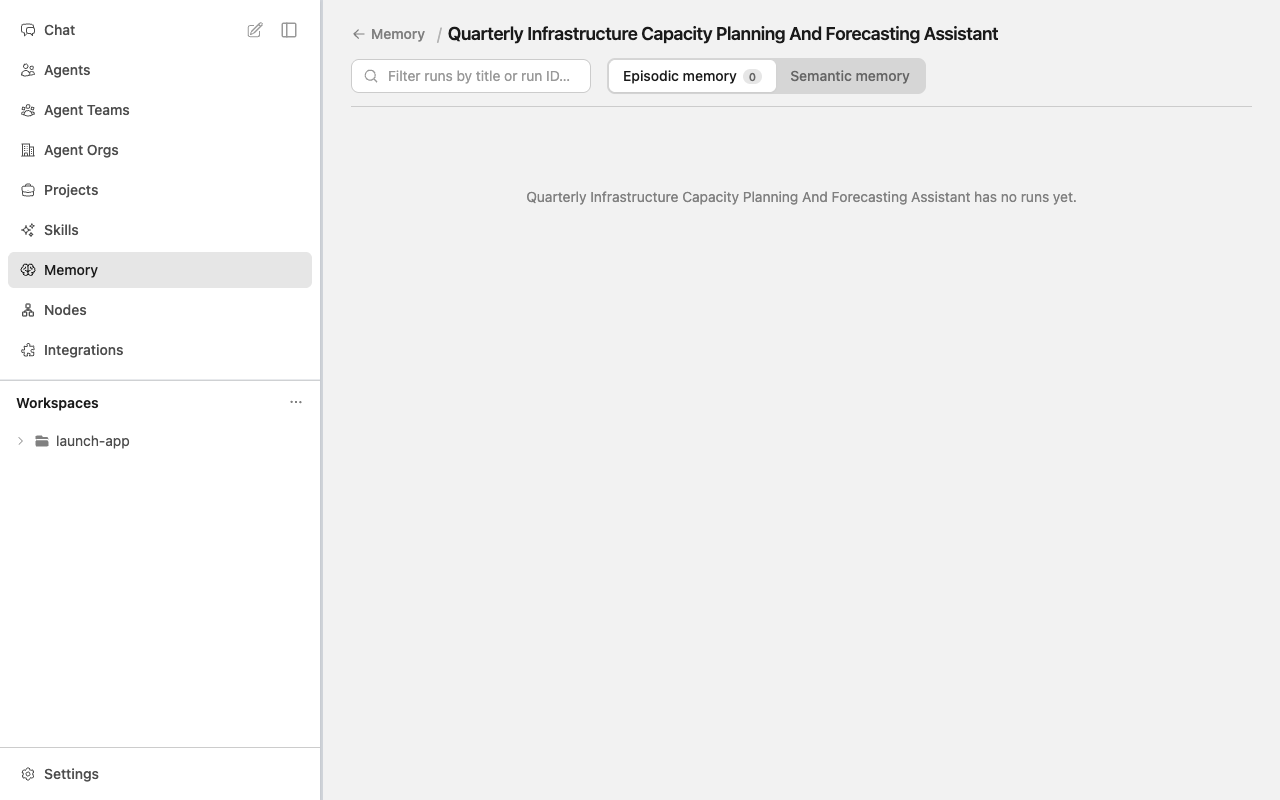 Chat
Agents
Agent Teams
Agent Orgs
Projects
Skills
Memory
Nodes
Integrations
Workspaces
launch-app
Settings
Memory / Quarterly Infrastructure Capacity Planning And Forecasting Assistant
Filter runs by title or run ID...
Episodic memory 0
Semantic memory
Quarterly Infrastructure Capacity Planning And Forecasting Assistant has no runs yet.